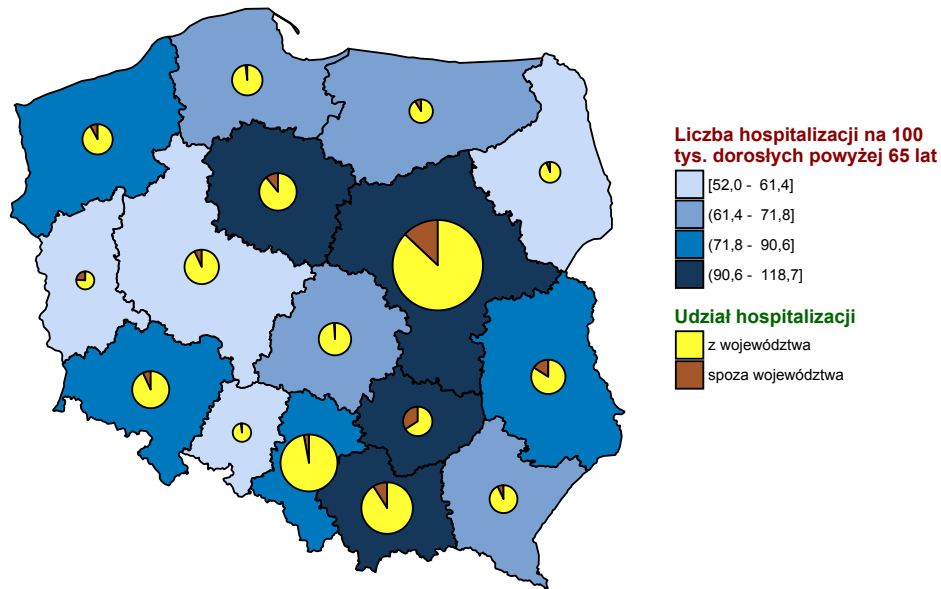 Liczba hospitalizacji na 100
tys. dorosłych powyżej 65 lat
[52,0 - 61,4]
(61,4 - 71,8]
(71,8 - 90,6]
(90,6 - 118,7]
Udział hospitalizacji
z województwa
spoza województwa